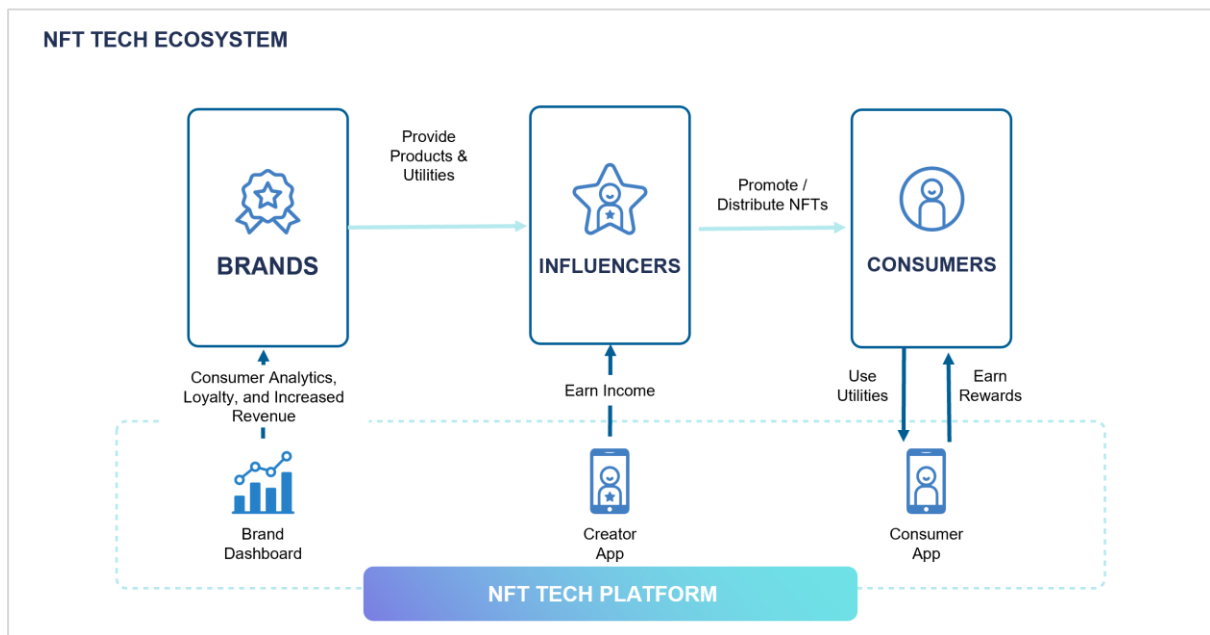 NFT TECH ECOSYSTEM
Provide
Products &
Utilities
Promote /
Distribute NFTs
BRANDS
INFLUENCERS
CONSUMERS
Consumer Analytics,
Loyalty, and Increased
Revenue
Earn Income
Use
Utilities
Earn
Rewards
Brand
Dashboard
Creator
App
Consumer
App
NFT TECH PLATFORM